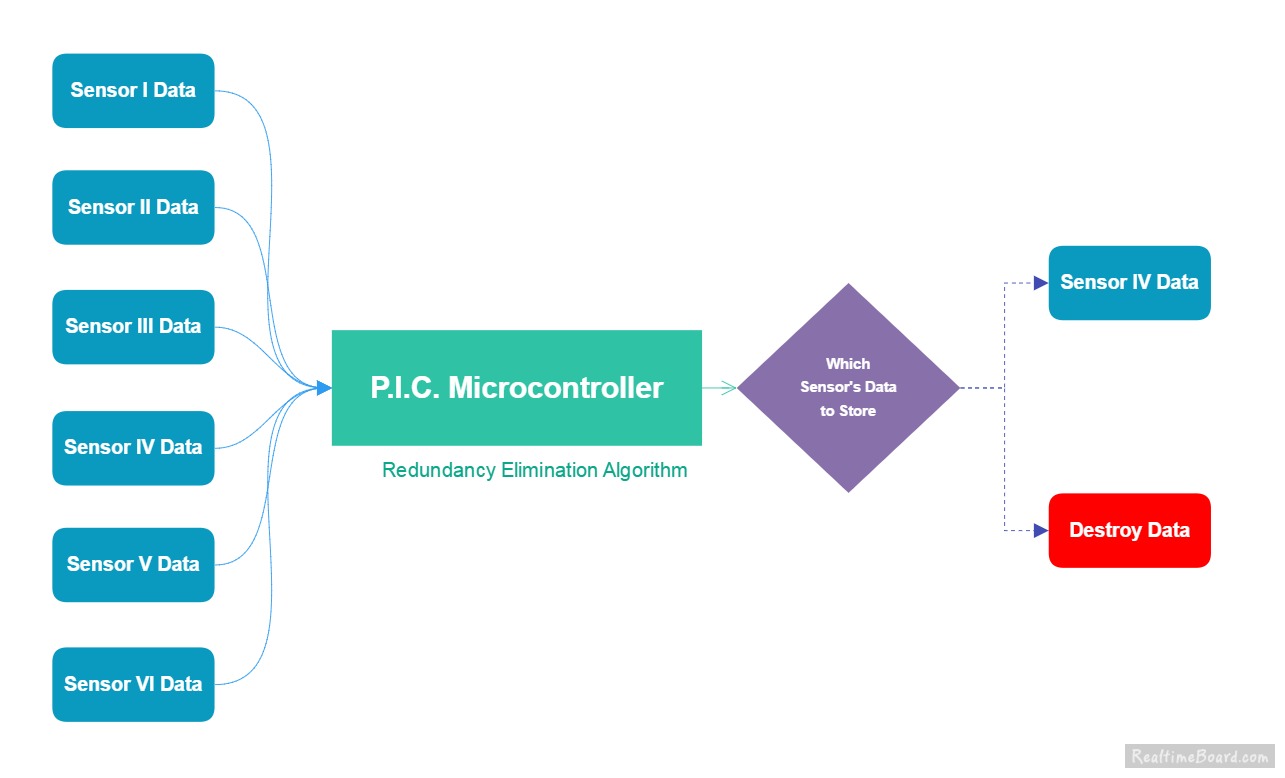 Sensor I Data
Sensor II Data
Sensor III Data
Sensor IV Data
Sensor V Data
Sensor VI Data
P.I.C. Microcontroller
Redundancy Elimination Algorithm
Which
Sensor's Data
to Store
Sensor IV Data
Destroy Data
RealtimeBoard.com